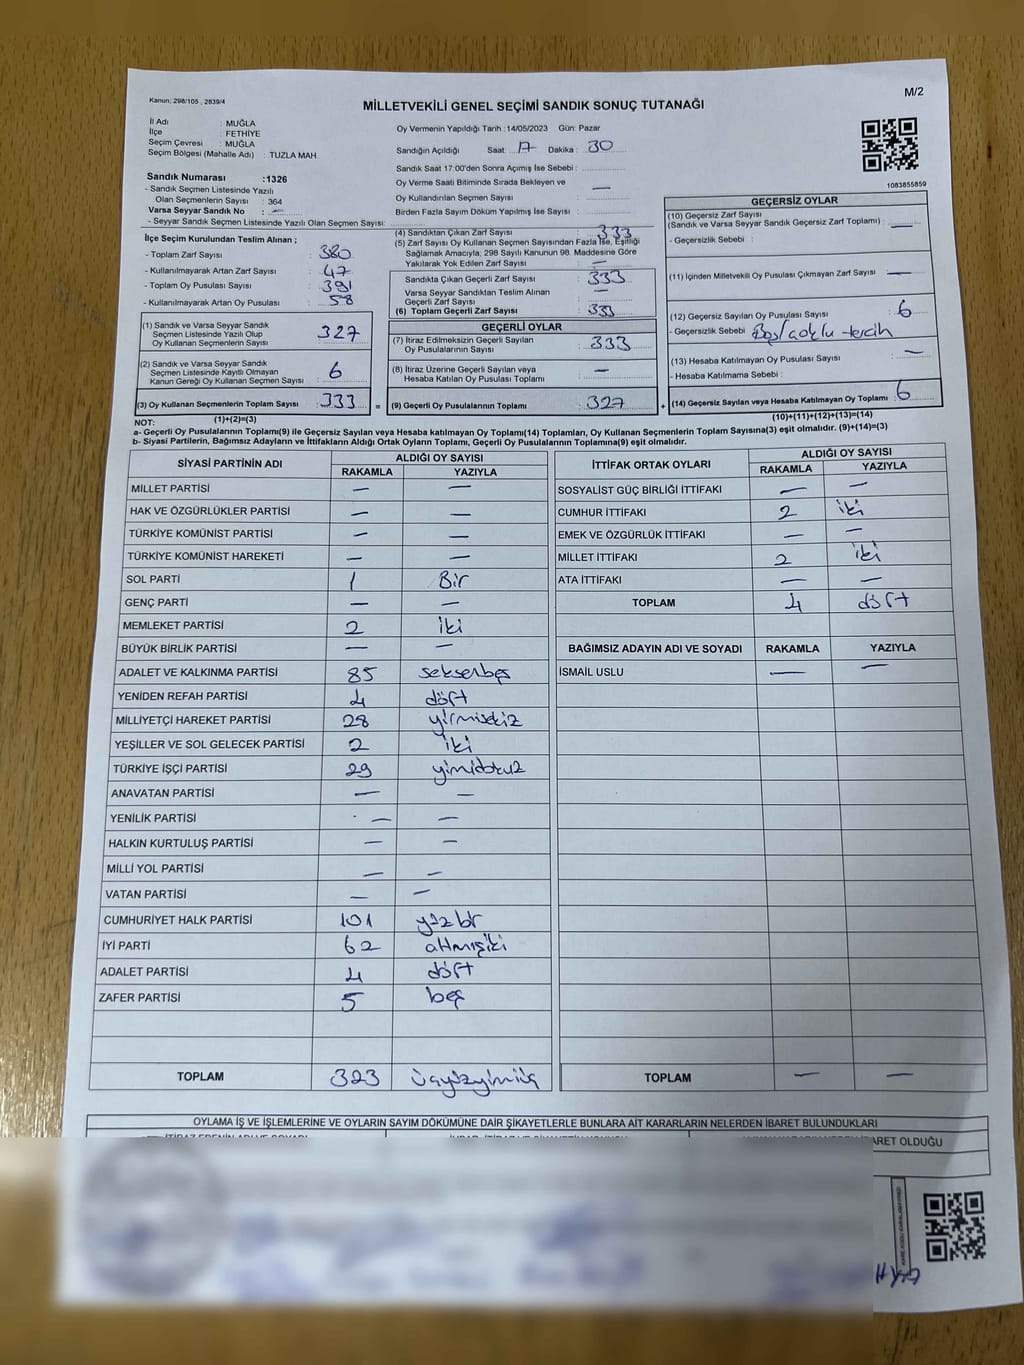 Kanun; 298/105 , 2839/4
M/2
MİLLETVEKİLİ GENEL SEÇİMİ SANDIK SONUÇ TUTANAĞI
İl Adı : MUĞLA
İlçe : FETHİYE
Seçim Çevresi : MUĞLA
Seçim Bölgesi (Mahalle Adı) : TUZLA MAH.
Sandık Numarası :1326
- Sandık Seçmen Listesinde Yazılı
Olan Seçmenlerin Sayısı : 364
Varsa Seyyar Sandık No : —
- Seyyar Sandık Seçmen Listesinde Yazılı Olan Seçmen Sayısı:
Oy Vermenin Yapıldığı Tarih :14/05/2023 Gün: Pazar
Sandığın Açıldığı Saat : 17 Dakika : 30
Sandık Saat 17:00'den Sonra Açımış İse Sebebi :
Oy Verme Saati Bitiminde Sırada Bekleyen ve
Oy Kullandırılan Seçmen Sayısı : —
Birden Fazla Sayım Döküm Yapılmış İse Sayısı :
1083855859
İlçe Seçim Kurulundan Teslim Alınan ;
- Toplam Zarf Sayısı : 380
- Kullanılmayarak Artan Zarf Sayısı : 47
- Toplam Oy Pusulası : 391
- Kullanılmayarak Artan Oy Pusulası : 58
(1) Sandık ve Varsa Seyyar Sandık
Seçmen Listesinde Yazılı Olup
Oy Kullanan Seçmenlerin Sayısı : 327
(2) Sandık ve Varsa Seyyar Sandık
Seçmen Listesinde Kayıtlı Olmayan
Kanun Gereği Oy Kullanan Seçmen Sayısı : 6
(3) Oy Kullanan Seçmenlerin Toplam Sayısı : 333
(1)+(2)=(3)
(4) Sandıktan Çıkan Zarf Sayısı : 333
(5) Zarf Sayısı Oy Kullanan Seçmen Sayısından Fazla İse, Eşitliği
Sağlamak Amacıyla; 298 Sayılı Kanunun 98. Maddesine Göre
Yakılarak Yok Edilen Zarf Sayısı : —
Sandıkta Çıkan Geçerli Zarf Sayısı : 333
Varsa Seyyar Sandıktan Teslim Alınan
Geçerli Zarf Sayısı : —
(6) Toplam Geçerli Zarf Sayısı : 333
GEÇERLİ OYLAR
(7) İtiraz Edilmeksizin Geçerli Sayılan
Oy Pusulalarının Sayısı : 333
(8) İtiraz Üzerine Geçerli Sayılan veya
Hesaba Katılan Oy Pusulası Toplamı : —
= (9) Geçerli Oy Pusulalarının Toplamı : 327
GEÇERSİZ OYLAR
(10) Geçersiz Zarf Sayısı
(Sandık ve Varsa Seyyar Sandık Geçersiz Zarf Toplamı) : —
- Geçersizlik Sebebi :
(11) İçinden Milletvekili Oy Pusulası Çıkmayan Zarf Sayısı : —
(12) Geçersiz Sayılan Oy Pusulası Sayısı : 6
- Geçersizlik Sebebi : Boş/çoklu tercih
(13) Hesaba Katılmayan Oy Pusulası Sayısı : —
- Hesaba Katılmama Sebebi :
+ (14) Geçersiz Sayılan veya Hesaba Katılmayan Oy Toplamı : 6
(10)+(11)+(12)+(13)=(14)
NOT:
a- Geçerli Oy Pusulalarının Toplamı(9) ile Geçersiz Sayılan veya Hesaba katılmayan Oy Toplamı(14) Toplamları, Oy Kullanan Seçmenlerin Toplam Sayısına(3) eşit olmalıdır. (9)+(14)=(3)
b- Siyasi Partilerin, Bağımsız Adayların ve İttifakların Aldığı Ortak Oyların Toplamı, Geçerli Oy Pusulalarının Toplamına(9) eşit olmalıdır.
SİYASİ PARTİNİN ADI ALDIĞI OY SAYISI
RAKAMLA YAZIYLA
MİLLET PARTİSİ — —
HAK VE ÖZGÜRLÜKLER PARTİSİ — —
TÜRKİYE KOMÜNİST PARTİSİ — —
TÜRKİYE KOMÜNİST HAREKETİ — —
SOL PARTİ 1 Bir
GENÇ PARTİ — —
MEMLEKET PARTİSİ 2 iki
BÜYÜK BİRLİK PARTİSİ — —
ADALET VE KALKINMA PARTİSİ 85 seksenbeş
YENİDEN REFAH PARTİSİ 4 dört
MİLLİYETÇİ HAREKET PARTİSİ 28 yirmisekiz
YEŞİLLER VE SOL GELECEK PARTİSİ 2 iki
TÜRKİYE İŞÇİ PARTİSİ 29 yirmidokuz
ANAVATAN PARTİSİ — —
YENİLİK PARTİSİ — —
HALKIN KURTULUŞ PARTİSİ — —
MİLLİ YOL PARTİSİ — —
VATAN PARTİSİ — —
CUMHURİYET HALK PARTİSİ 101 yüzbir
İYİ PARTİ 62 altmışiki
ADALET PARTİSİ 4 dört
ZAFER PARTİSİ 5 beş
TOPLAM 323 üçyüzyirmiüç
İTTİFAK ORTAK OYLARI ALDIĞI OY SAYISI
RAKAMLA YAZIYLA
SOSYALİST GÜÇ BİRLİĞİ İTTİFAKI — —
CUMHUR İTTİFAKI 2 iki
EMEK VE ÖZGÜRLÜK İTTİFAKI — —
MİLLET İTTİFAKI 2 iki
ATA İTTİFAKI — —
TOPLAM 4 dört
BAĞIMSIZ ADAYIN ADI VE SOYADI RAKAMLA YAZIYLA
İSMAİL USLU — —
TOPLAM — —
OYLAMA İŞ VE İŞLEMLERİNE VE OYLARIN SAYIM DÖKÜMÜNE DAİR ŞİKAYETLERLE BUNLARA AİT KARARLARIN NELERDEN İBARET BULUNDUKLARI
ARET OLDUĞU